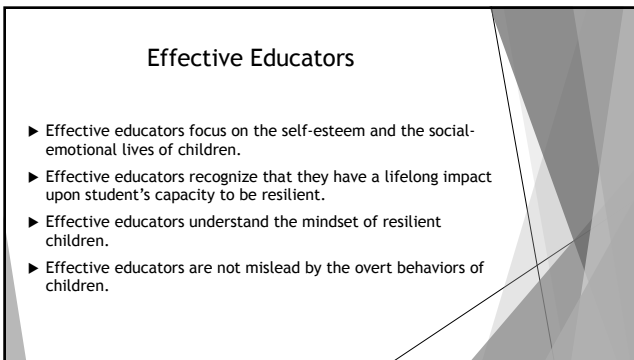 Effective Educators
▶ Effective educators focus on the self-esteem and the social-
emotional lives of children.
▶ Effective educators recognize that they have a lifelong impact
upon student’s capacity to be resilient.
▶ Effective educators understand the mindset of resilient
children.
▶ Effective educators are not mislead by the overt behaviors of
children.